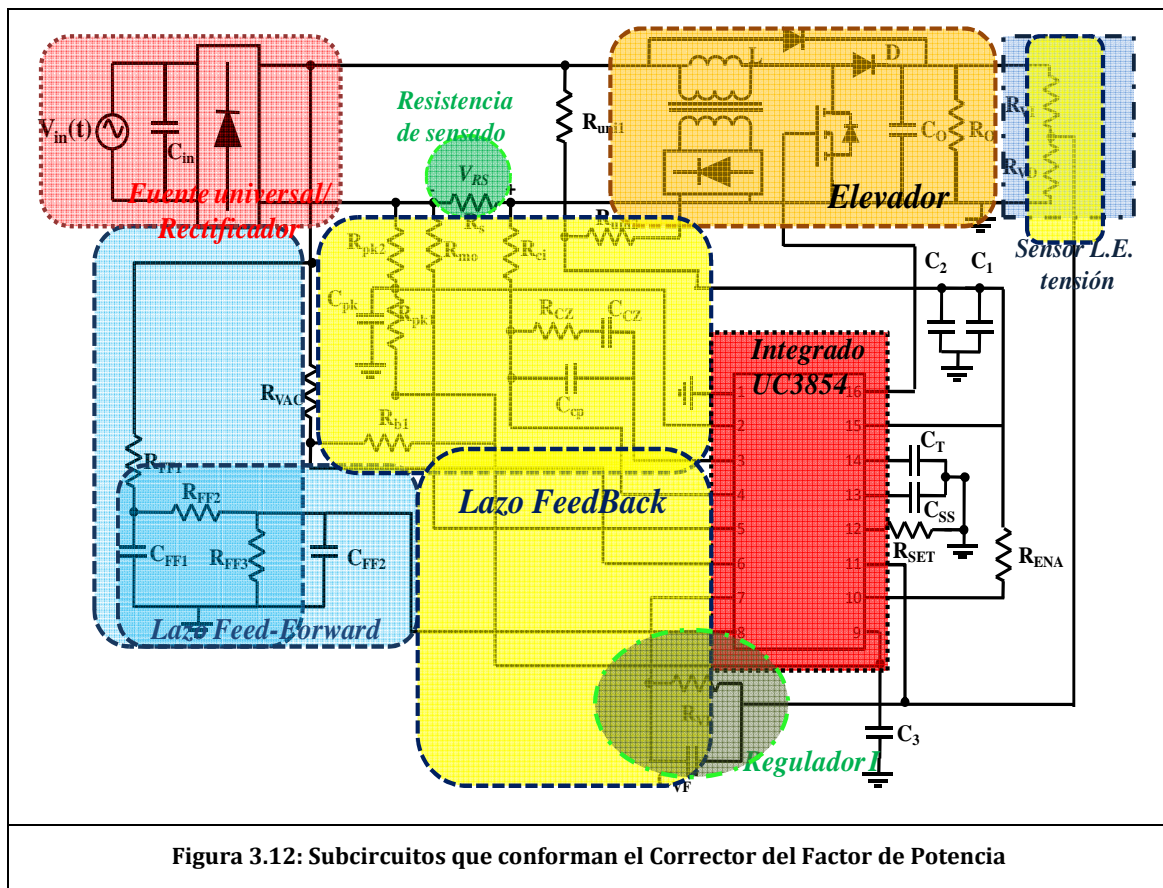 V_in(t)
C_in
Fuente universal/
Rectificador
Resistencia
de sensado
V_RS
- +
R_s
R_uni1
L
D
C_O
R_O
Elevador
Sensor L.E.
tensión
R_pk2
R_mo
R_ci
C_pk
R_CZ
C_CZ
C_cp
R_b1
R_VAC
C_2
C_1
Integrado
UC3854
1
2
3
4
5
6
7
8
16
15
14
13
12
11
10
9
C_T
C_SS
R_SET
R_ENA
C_3
R_FF1
R_FF2
R_FF3
C_FF1
C_FF2
Lazo Feed-Forward
Lazo FeedBack
Regulador I
VF
Figura 3.12: Subcircuitos que conforman el Corrector del Factor de Potencia